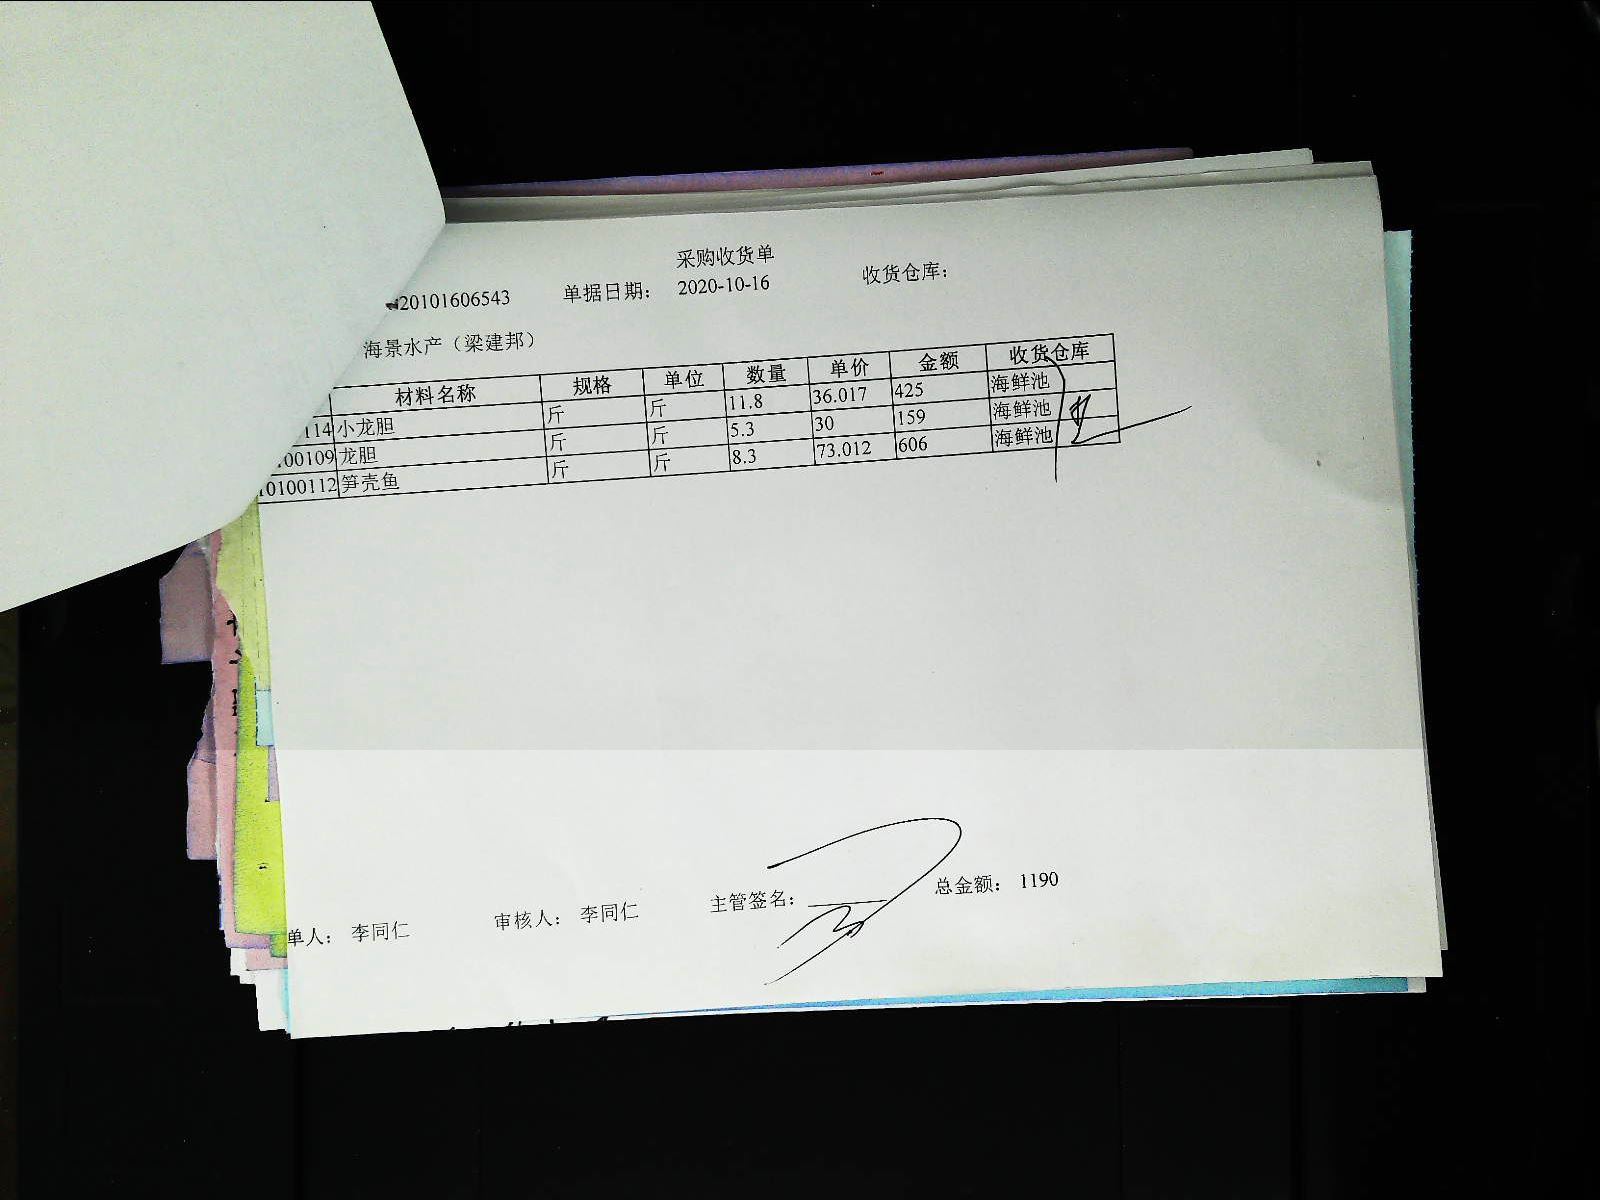 采购收货单
20101606543 单据日期： 2020-10-16 收货仓库：
海景水产（梁建邦）
材料名称 规格 单位 数量 单价 金额 收货仓库
114 小龙胆 斤 斤 11.8 36.017 425 海鲜池
00109 龙胆 斤 斤 5.3 30 159 海鲜池
0100112 笋壳鱼 斤 斤 8.3 73.012 606 海鲜池
单人： 李同仁 审核人： 李同仁 主管签名： 总金额： 1190